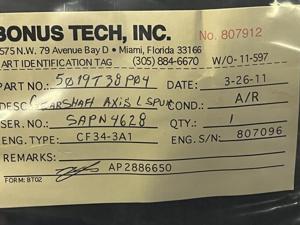 BONUS TECH, INC. No. 807912
575 N.W. 79 Avenue Bay D • Miami, Florida 33166
ART IDENTIFICATION TAG (305) 884-6670 W/O-11-597
PART NO.: 5019T38P04 DATE: 3-26-11
DESC GEARSHAFT AXIS L SPUR COND.: A/R
SER. NO.: SAPN4628 QTY.: 1
ENG. TYPE: CF34-3A1 ENG. S/N: 807096
REMARKS:
AP2886650
FORM: BT02